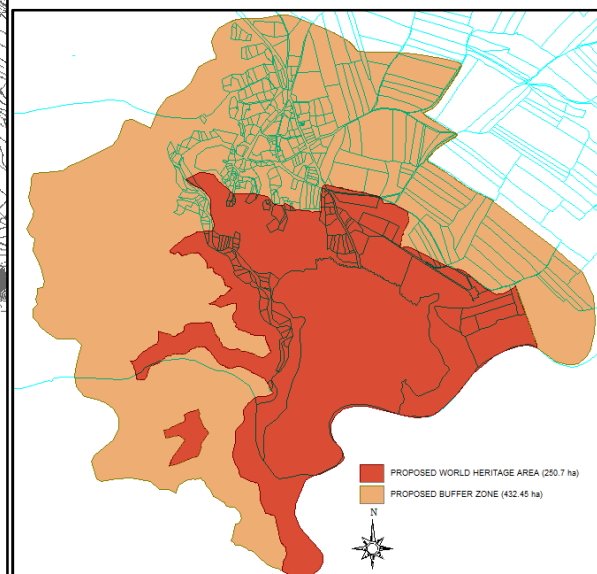 PROPOSED WORLD HERITAGE AREA (250.7 ha)
PROPOSED BUFFER ZONE (432.45 ha)
N